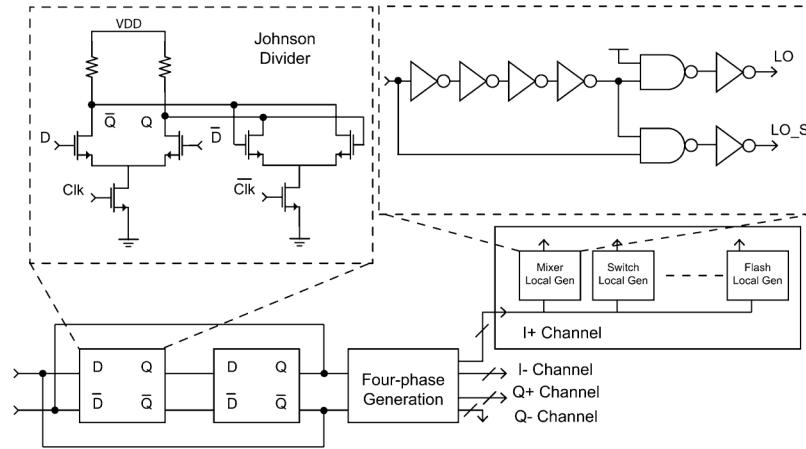 VDD
Johnson
Divider
Q̅ Q
D D̅
Clk C̅l̅k̅
LO
LO_S
Mixer
Local Gen
Switch
Local Gen
Flash
Local Gen
I+ Channel
D Q D Q
D̅ Q̅ D̅ Q̅
Four-phase
Generation
I- Channel
Q+ Channel
Q- Channel